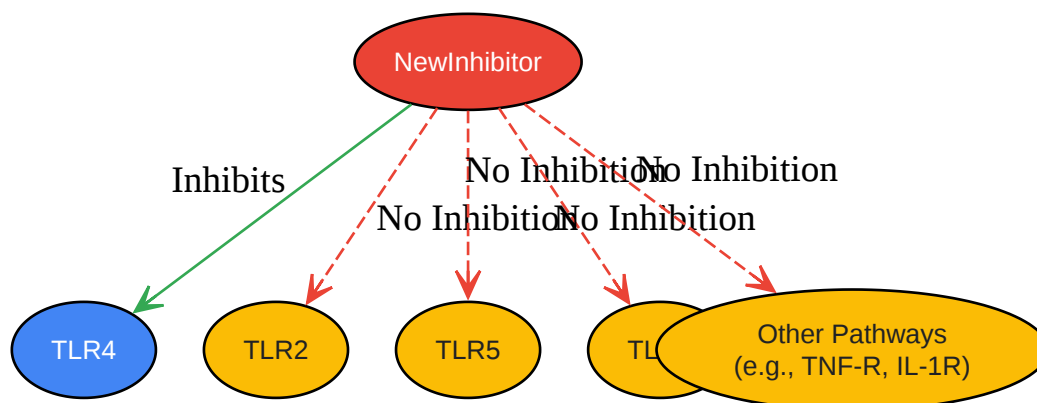 NewInhibitor
Inhibits
No Inhibition
No Inhibition
No Inhibition
No Inhibition
TLR4
TLR2
TLR5
Other Pathways
(e.g., TNF-R, IL-1R)